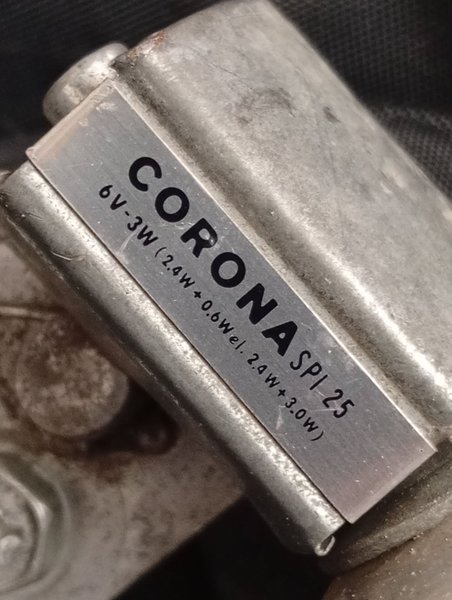 CORONA SPI-25
6V-3W (2.4W+0.6W el. 2.4W+3.0W)